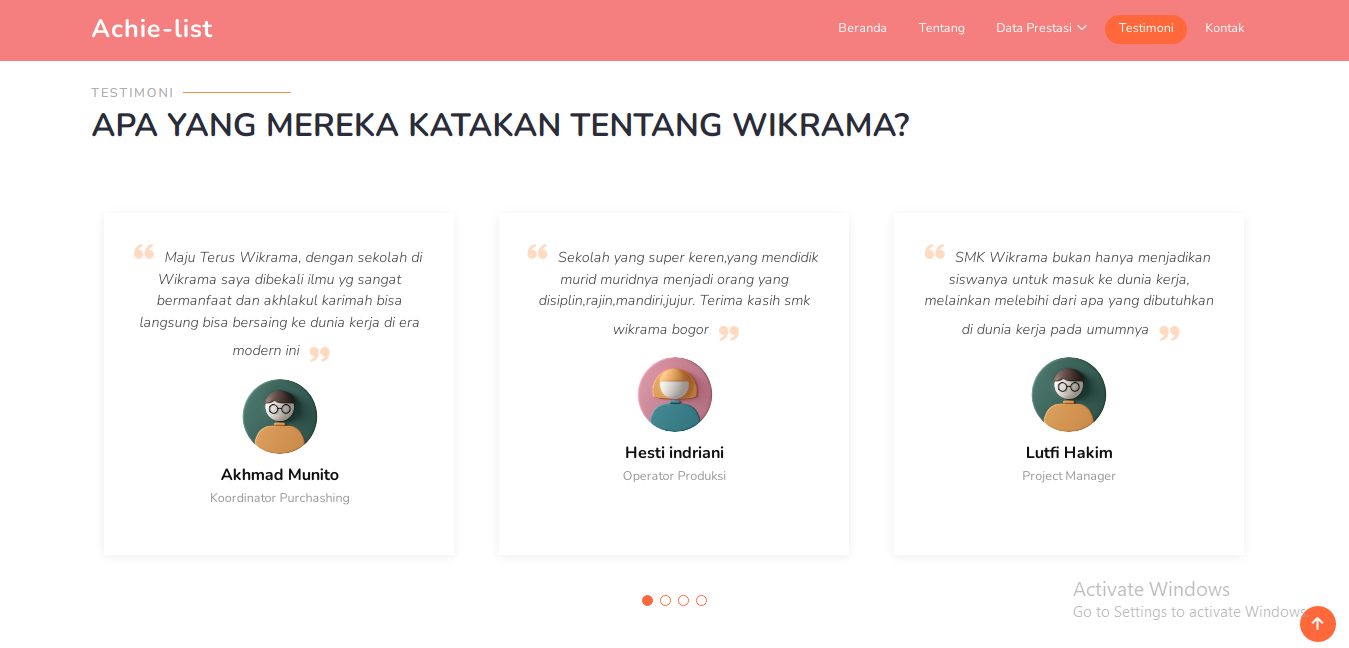 Achie-list
Beranda
Tentang
Data Prestasi
Testimoni
Kontak
TESTIMONI
APA YANG MEREKA KATAKAN TENTANG WIKRAMA?
“ Maju Terus Wikrama, dengan sekolah di
Wikrama saya dibekali ilmu yg sangat
bermanfaat dan akhlakul karimah bisa
langsung bisa bersaing ke dunia kerja di era
modern ini ”
Akhmad Munito
Koordinator Purchashing
“ Sekolah yang super keren,yang mendidik
murid muridnya menjadi orang yang
disiplin,rajin,mandiri,jujur. Terima kasih smk
wikrama bogor ”
Hesti indriani
Operator Produksi
“ SMK Wikrama bukan hanya menjadikan
siswanya untuk masuk ke dunia kerja,
melainkan melebihi dari apa yang dibutuhkan
di dunia kerja pada umumnya ”
Lutfi Hakim
Project Manager
Activate Windows
Go to Settings to activate Windows